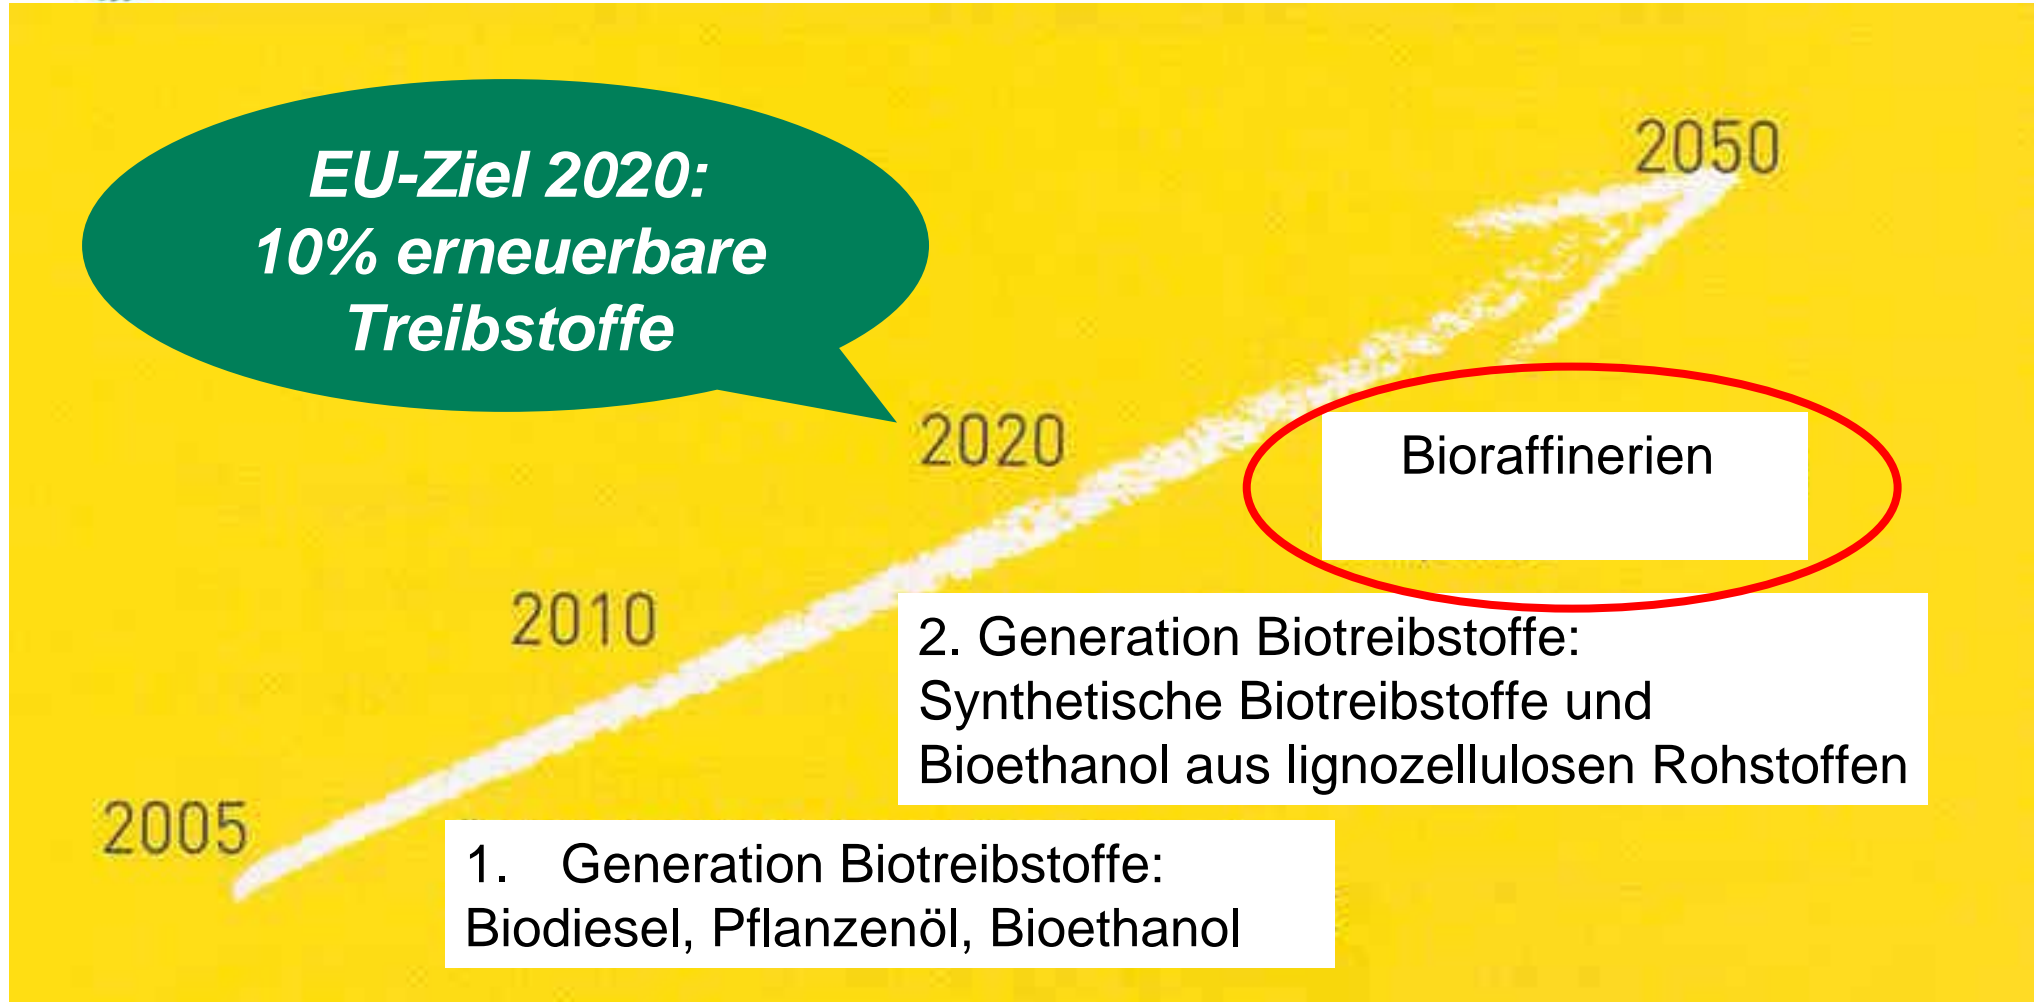 EU-Ziel 2020:
10% erneuerbare
Treibstoffe
2050
2020
Bioraffinerien
2010
2. Generation Biotreibstoffe:
Synthetische Biotreibstoffe und
Bioethanol aus lignozellulosen Rohstoffen
2005
1. Generation Biotreibstoffe:
Biodiesel, Pflanzenöl, Bioethanol